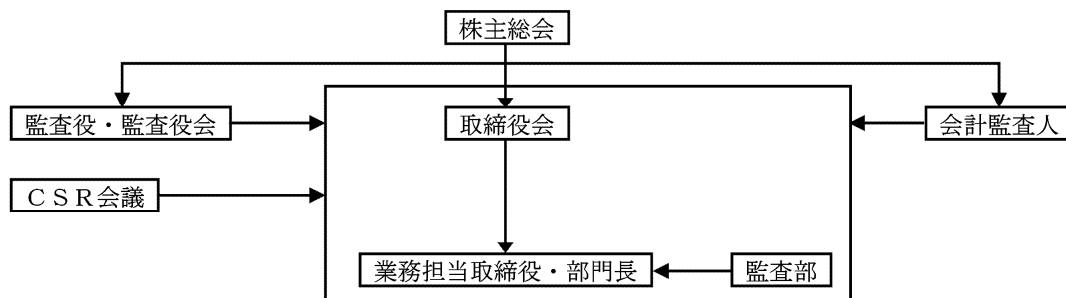 株主総会
監査役・監査役会
取締役会
会計監査人
ＣＳＲ会議
業務担当取締役・部門長
監査部